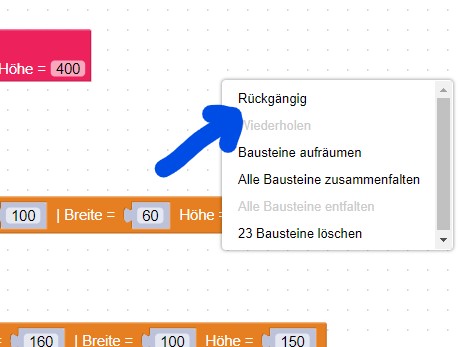 Höhe = 400
Rückgängig
Wiederholen
Bausteine aufräumen
Alle Bausteine zusammenfalten
100 | Breite = 60 Höhe =
Alle Bausteine entfalten
23 Bausteine löschen
= 160 | Breite = 100 Höhe = 150